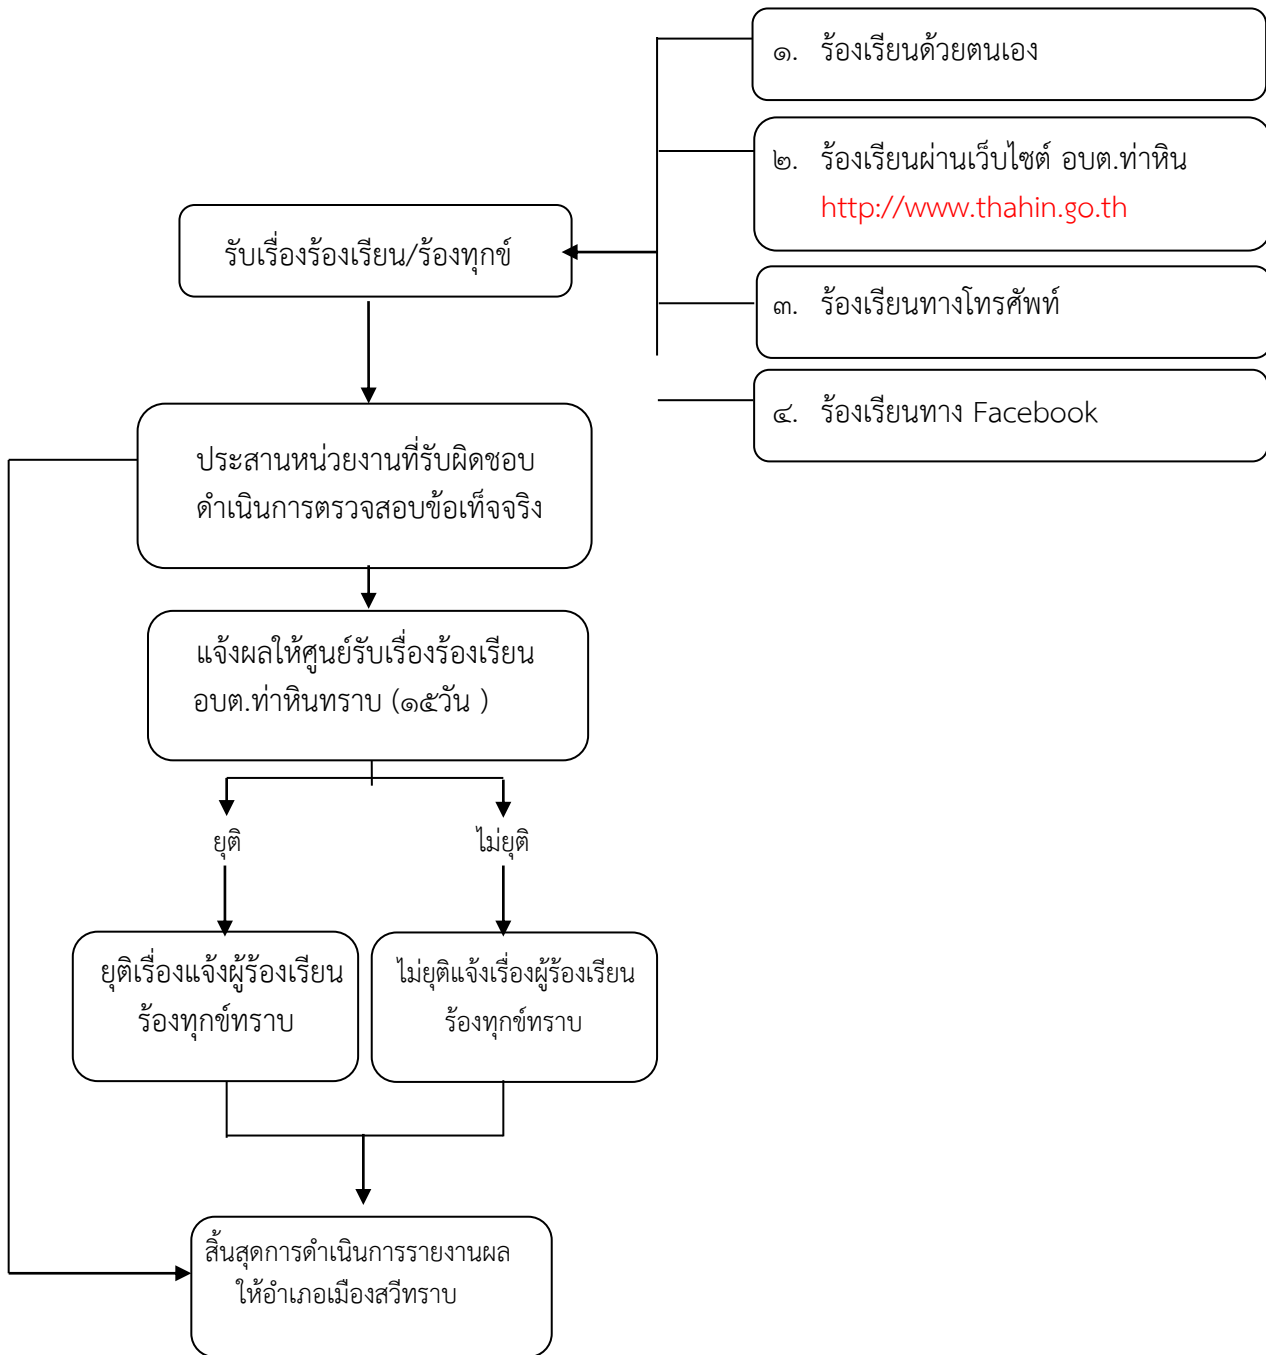 ๑. ร้องเรียนด้วยตนเอง
๒. ร้องเรียนผ่านเว็บไซต์ อบต.ท่าหิน
http://www.thahin.go.th
๓. ร้องเรียนทางโทรศัพท์
๔. ร้องเรียนทาง Facebook
รับเรื่องร้องเรียน/ร้องทุกข์
ประสานหน่วยงานที่รับผิดชอบ
ดำเนินการตรวจสอบข้อเท็จจริง
แจ้งผลให้ศูนย์รับเรื่องร้องเรียน
อบต.ท่าหินทราบ (๑๕วัน )
ยุติ
ไม่ยุติ
ยุติเรื่องแจ้งผู้ร้องเรียน
ร้องทุกข์ทราบ
ไม่ยุติแจ้งเรื่องผู้ร้องเรียน
ร้องทุกข์ทราบ
สิ้นสุดการดำเนินการรายงานผล
ให้อำเภอเมืองสวีทราบ